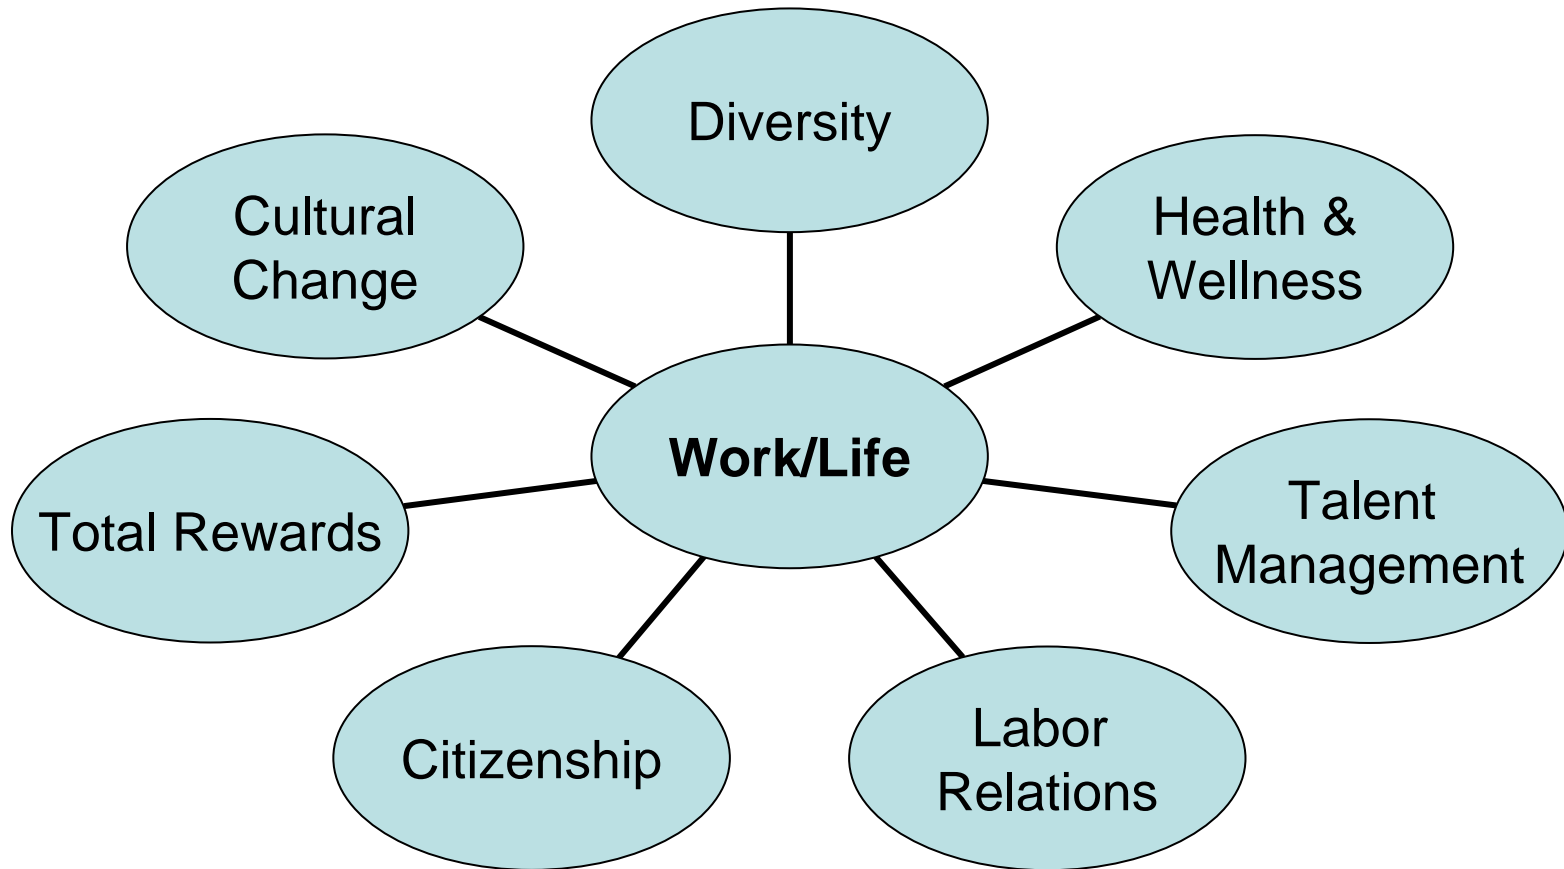 Diversity
Cultural
Change
Health &
Wellness
Work/Life
Total Rewards
Talent
Management
Citizenship
Labor
Relations